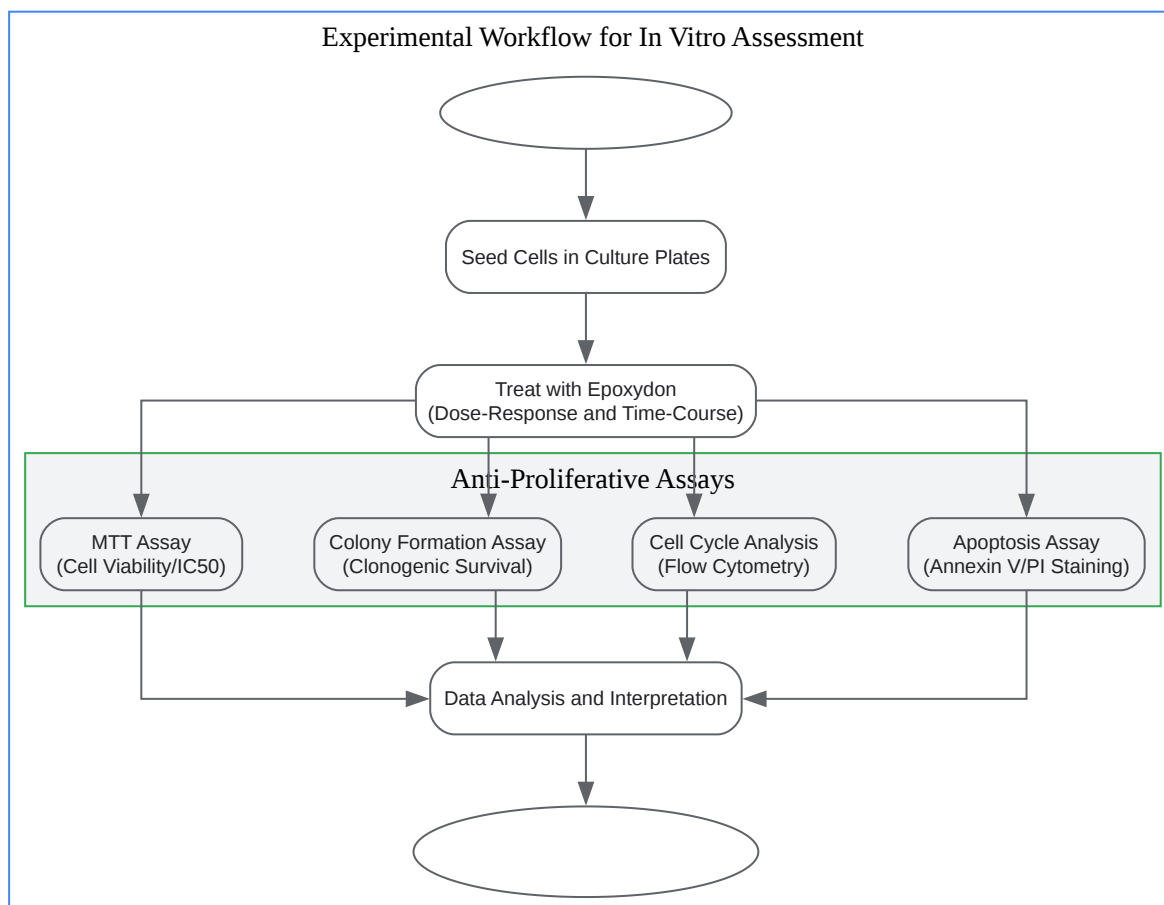 Experimental Workflow for In Vitro Assessment
Seed Cells in Culture Plates
Treat with Epoxydon
(Dose-Response and Time-Course)
Anti-Proliferative Assays
MTT Assay
(Cell Viability/IC50)
Colony Formation Assay
(Clonogenic Survival)
Cell Cycle Analysis
(Flow Cytometry)
Apoptosis Assay
(Annexin V/PI Staining)
Data Analysis and Interpretation